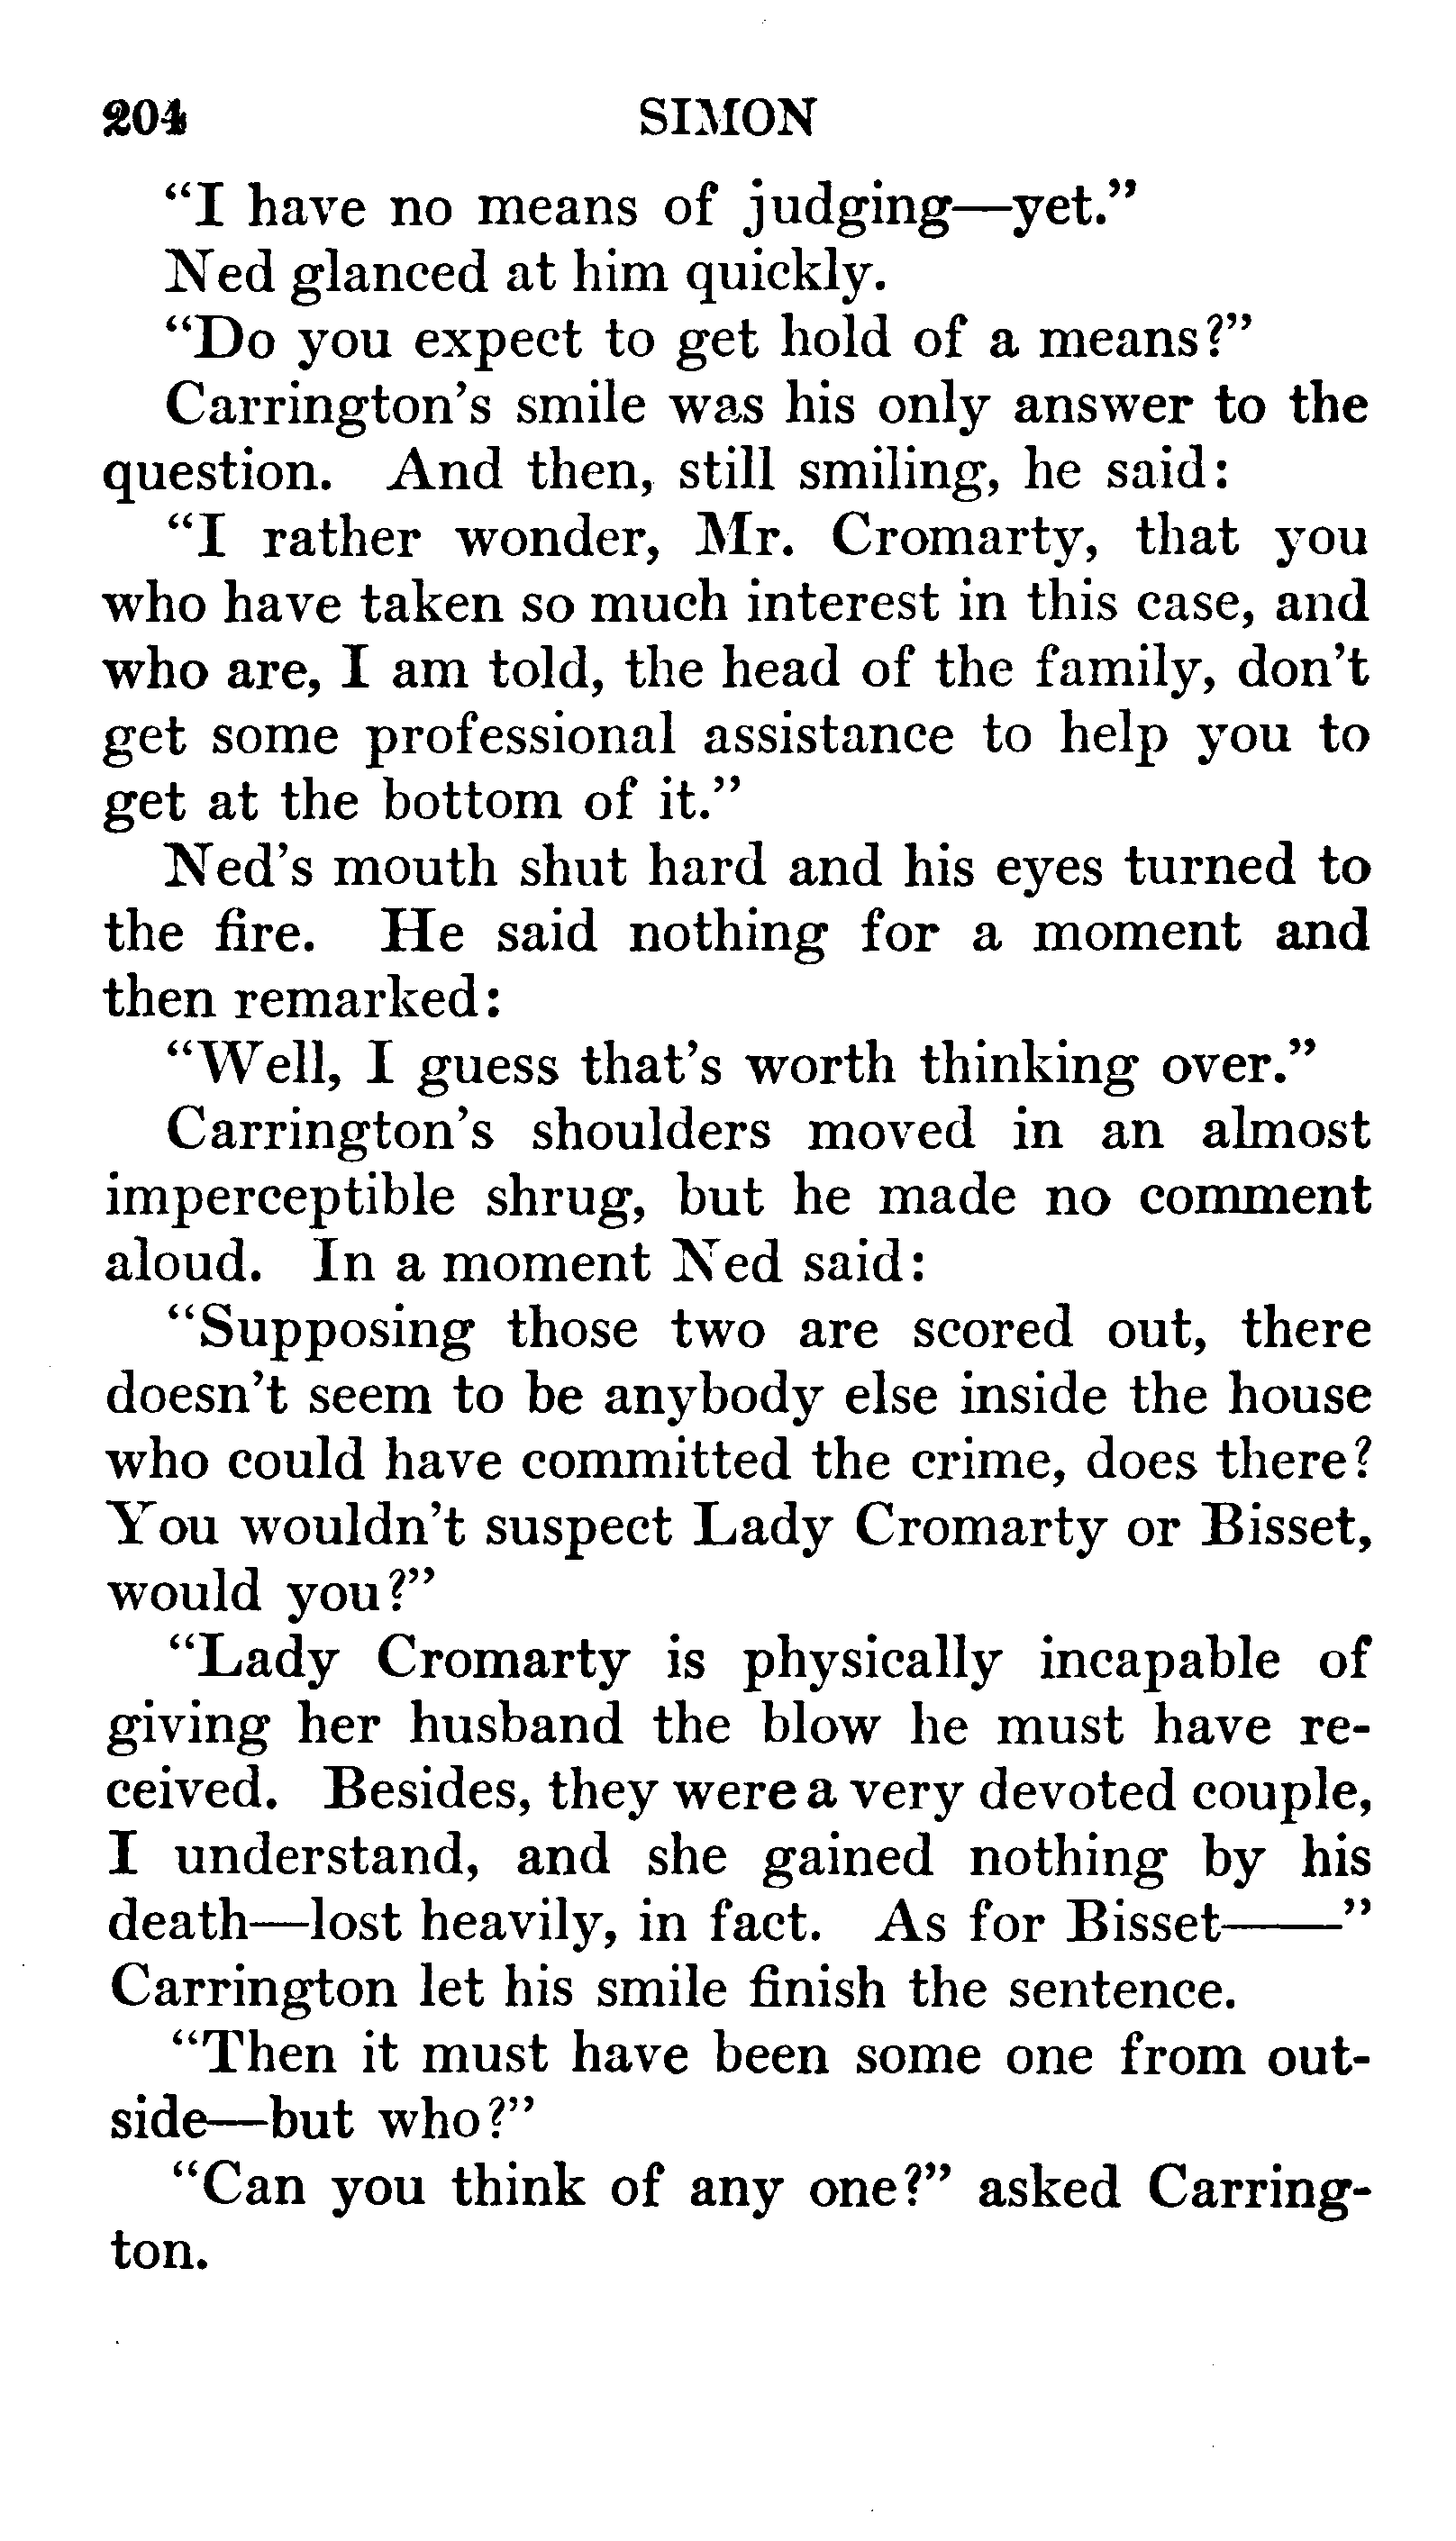 204 SIMON
“I have no means of judging—yet.”
Ned glanced at him quickly.
“Do you expect to get hold of a means?”
Carrington’s smile was his only answer to the
question. And then, still smiling, he said:
“I rather wonder, Mr. Cromarty, that you
who have taken so much interest in this case, and
who are, I am told, the head of the family, don’t
get some professional assistance to help you to
get at the bottom of it.”
Ned’s mouth shut hard and his eyes turned to
the fire. He said nothing for a moment and
then remarked:
“Well, I guess that’s worth thinking over.”
Carrington’s shoulders moved in an almost
imperceptible shrug, but he made no comment
aloud. In a moment Ned said:
“Supposing those two are scored out, there
doesn’t seem to be anybody else inside the house
who could have committed the crime, does there?
You wouldn’t suspect Lady Cromarty or Bisset,
would you?”
“Lady Cromarty is physically incapable of
giving her husband the blow he must have re-
ceived. Besides, they were a very devoted couple,
I understand, and she gained nothing by his
death—lost heavily, in fact. As for Bisset——”
Carrington let his smile finish the sentence.
“Then it must have been some one from out-
side—but who?”
“Can you think of any one?” asked Carring-
ton.